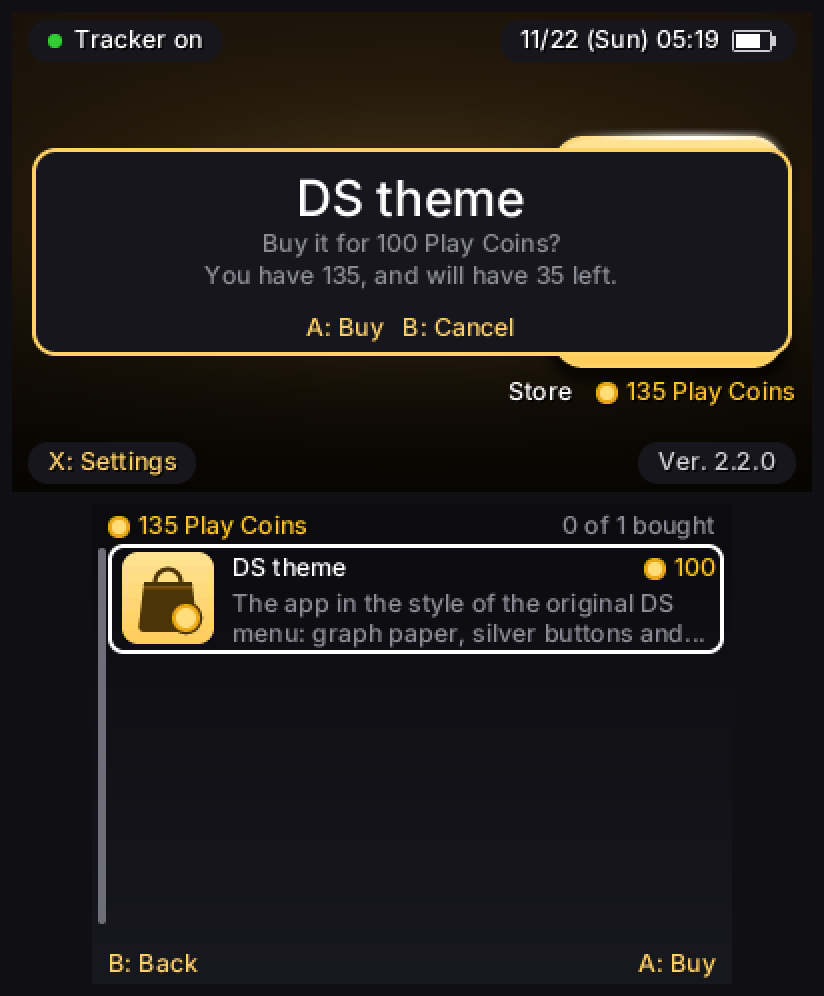 Tracker on
11/22 (Sun) 05:19
DS theme
Buy it for 100 Play Coins?
You have 135, and will have 35 left.
A: Buy B: Cancel
Store 135 Play Coins
X: Settings
Ver. 2.2.0
135 Play Coins
0 of 1 bought
DS theme
100
The app in the style of the original DS
menu: graph paper, silver buttons and...
B: Back
A: Buy